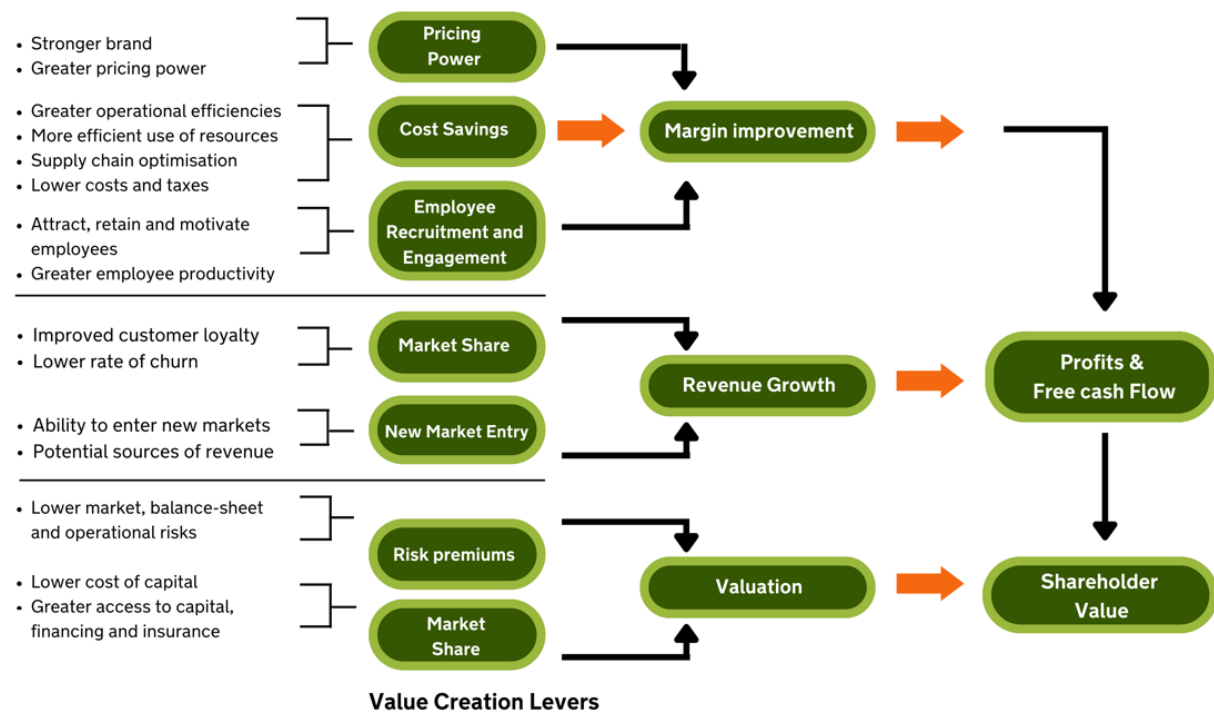 • Stronger brand
• Greater pricing power
Pricing
Power
• Greater operational efficiencies
• More efficient use of resources
• Supply chain optimisation
• Lower costs and taxes
Cost Savings
Margin improvement
• Attract, retain and motivate
employees
• Greater employee productivity
Employee
Recruitment and
Engagement
• Improved customer loyalty
• Lower rate of churn
Market Share
Revenue Growth
Profits &
Free cash Flow
• Ability to enter new markets
• Potential sources of revenue
New Market Entry
• Lower market, balance-sheet
and operational risks
Risk premiums
Valuation
Shareholder
Value
• Lower cost of capital
• Greater access to capital,
financing and insurance
Market
Share
Value Creation Levers